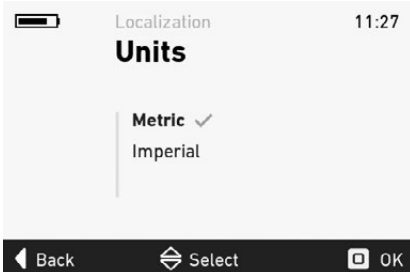 Localization
11:27
Units
Metric
Imperial
Back
Select
OK